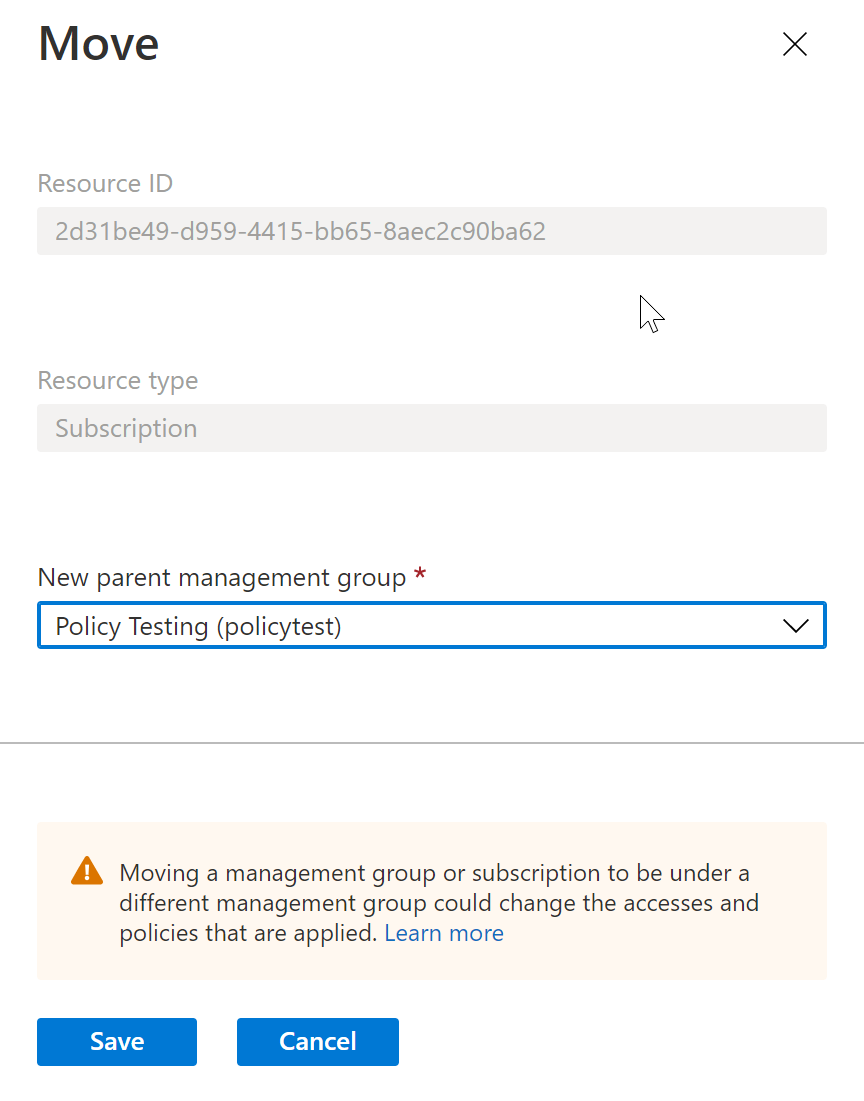 Move
Resource ID
2d31be49-d959-4415-bb65-8aec2c90ba62
Resource type
Subscription
New parent management group *
Policy Testing (policytest)
Moving a management group or subscription to be under a
different management group could change the accesses and
policies that are applied. Learn more
Save Cancel